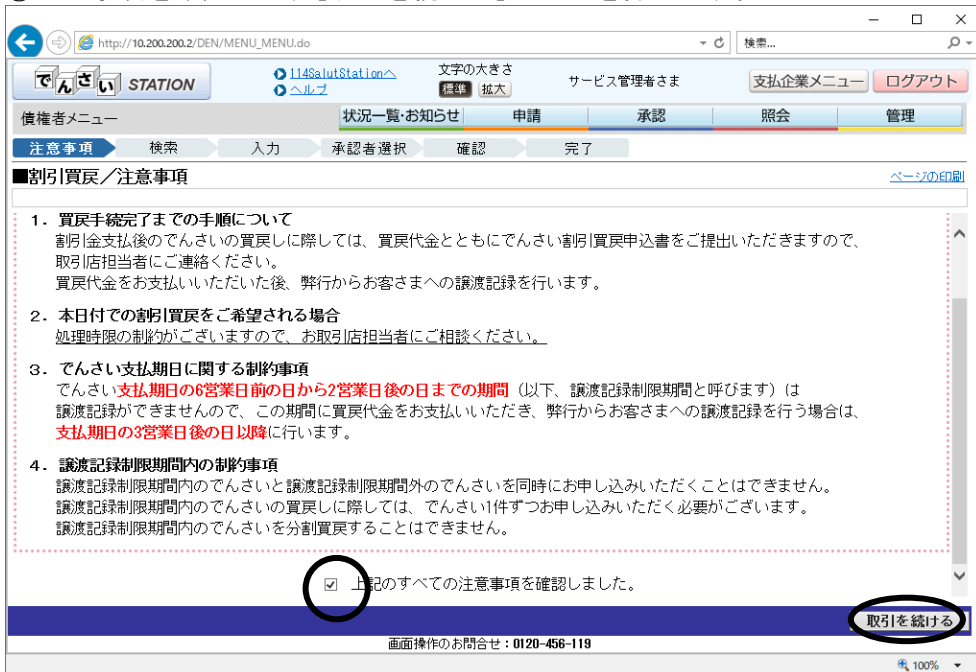 http://10.200.200.2/DEN/MENU_MENU.do
検索...
でんさい STATION
114SalutStationへ
ヘルプ
文字の大きさ
標準 拡大
サービス管理者さま
支払企業メニュー
ログアウト
債権者メニュー
状況一覧・お知らせ 申請 承認 照会 管理
注意事項 検索 入力 承認者選択 確認 完了
■割引買戻／注意事項
ページの印刷
1. 買戻手続完了までの手順について
割引金支払後のでんさいの買戻しに際しては、買戻代金とともにでんさい割引買戻申込書をご提出いただきますので、
取引店担当者にご連絡ください。
買戻代金をお支払いいただいた後、弊行からお客さまへの譲渡記録を行います。
2. 本日付での割引買戻をご希望される場合
処理時限の制約がございますので、お取引店担当者にご相談ください。
3. でんさい支払期日に関する制約事項
でんさい支払期日の6営業日前の日から2営業日後の日までの期間（以下、譲渡記録制限期間と呼びます）は
譲渡記録ができませんので、この期間に買戻代金をお支払いいただき、弊行からお客さまへの譲渡記録を行う場合は、
支払期日の3営業日後の日以降に行います。
4. 譲渡記録制限期間内の制約事項
譲渡記録制限期間内のでんさいと譲渡記録制限期間外のでんさいを同時にお申し込みいただくことはできません。
譲渡記録制限期間内のでんさいの買戻しに際しては、でんさい1件ずつお申し込みいただく必要がございます。
譲渡記録制限期間内のでんさいを分割買戻することはできません。
上記のすべての注意事項を確認しました。
取引を続ける
画面操作のお問合せ：0120-456-119
100%